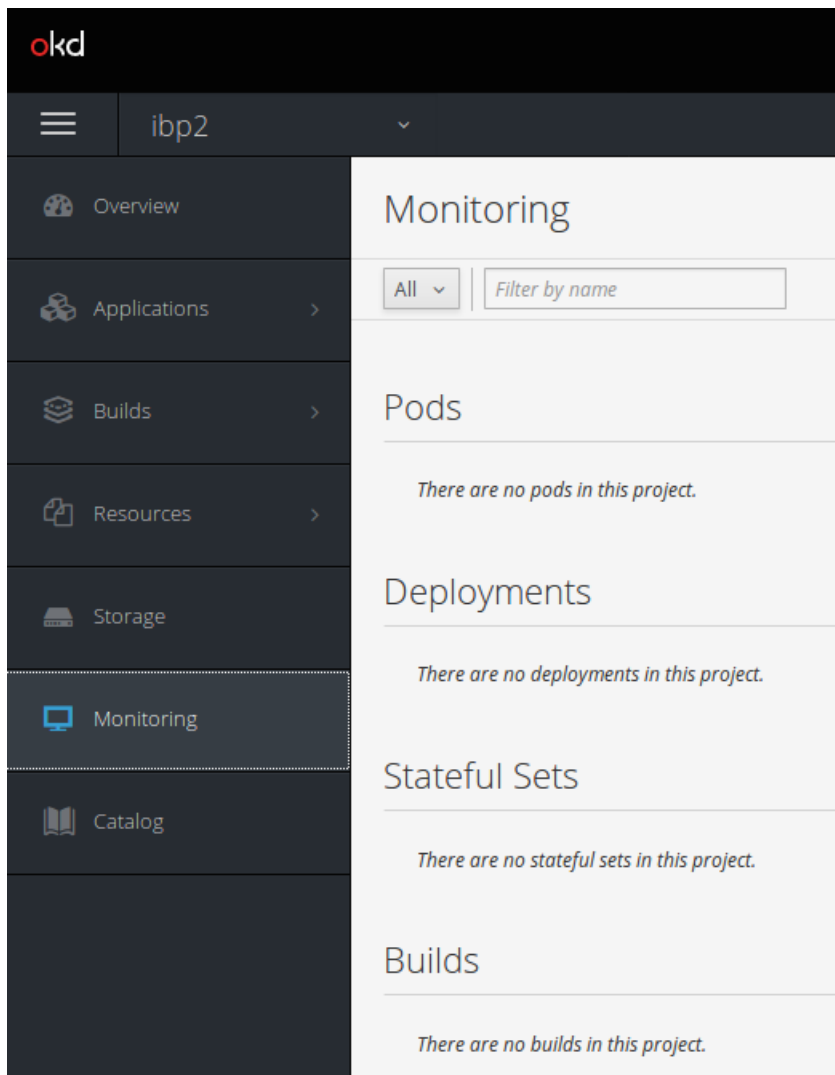 okd
ibp2
Overview
Applications
Builds
Resources
Storage
Monitoring
Catalog
Monitoring
All
Filter by name
Pods
There are no pods in this project.
Deployments
There are no deployments in this project.
Stateful Sets
There are no stateful sets in this project.
Builds
There are no builds in this project.